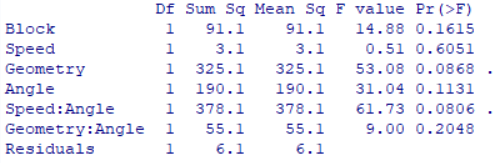 Df Sum Sq Mean Sq F value Pr(>F)
Block 1 91.1 91.1 14.88 0.1615
Speed 1 3.1 3.1 0.51 0.6051
Geometry 1 325.1 325.1 53.08 0.0868 .
Angle 1 190.1 190.1 31.04 0.1131
Speed:Angle 1 378.1 378.1 61.73 0.0806 .
Geometry:Angle 1 55.1 55.1 9.00 0.2048
Residuals 1 6.1 6.1